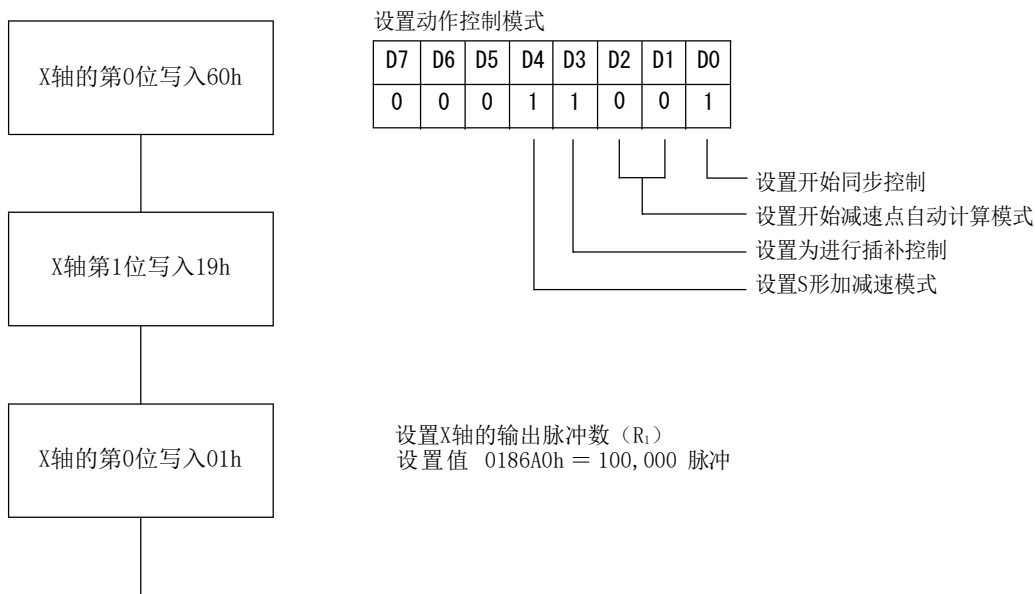 X轴的第0位写入60h
设置动作控制模式
D7 D6 D5 D4 D3 D2 D1 D0
0 0 0 1 1 0 0 1
设置开始同步控制
设置开始减速点自动计算模式
设置为进行插补控制
设置S形加减速模式
X轴第1位写入19h
X轴的第0位写入01h
设置X轴的输出脉冲数（R₁）
设置值 0186A0h＝100,000 脉冲